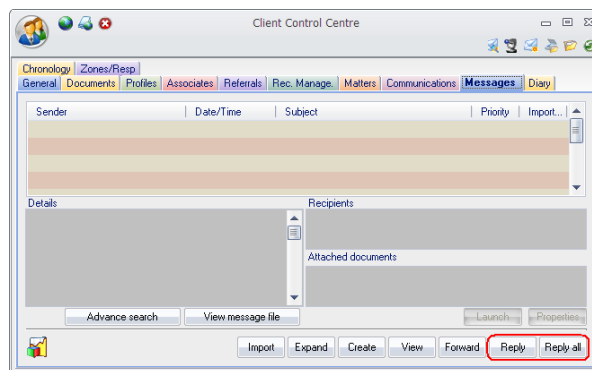 Client Control Centre
Chronology Zones/Resp
General Documents Profiles Associates Referrals Rec. Manage. Matters Communications Messages Diary
Sender Date/Time Subject Priority Import...
Details Recipients
Attached documents
Advance search View message file Launch Properties
Import Expand Create View Forward Reply Reply all